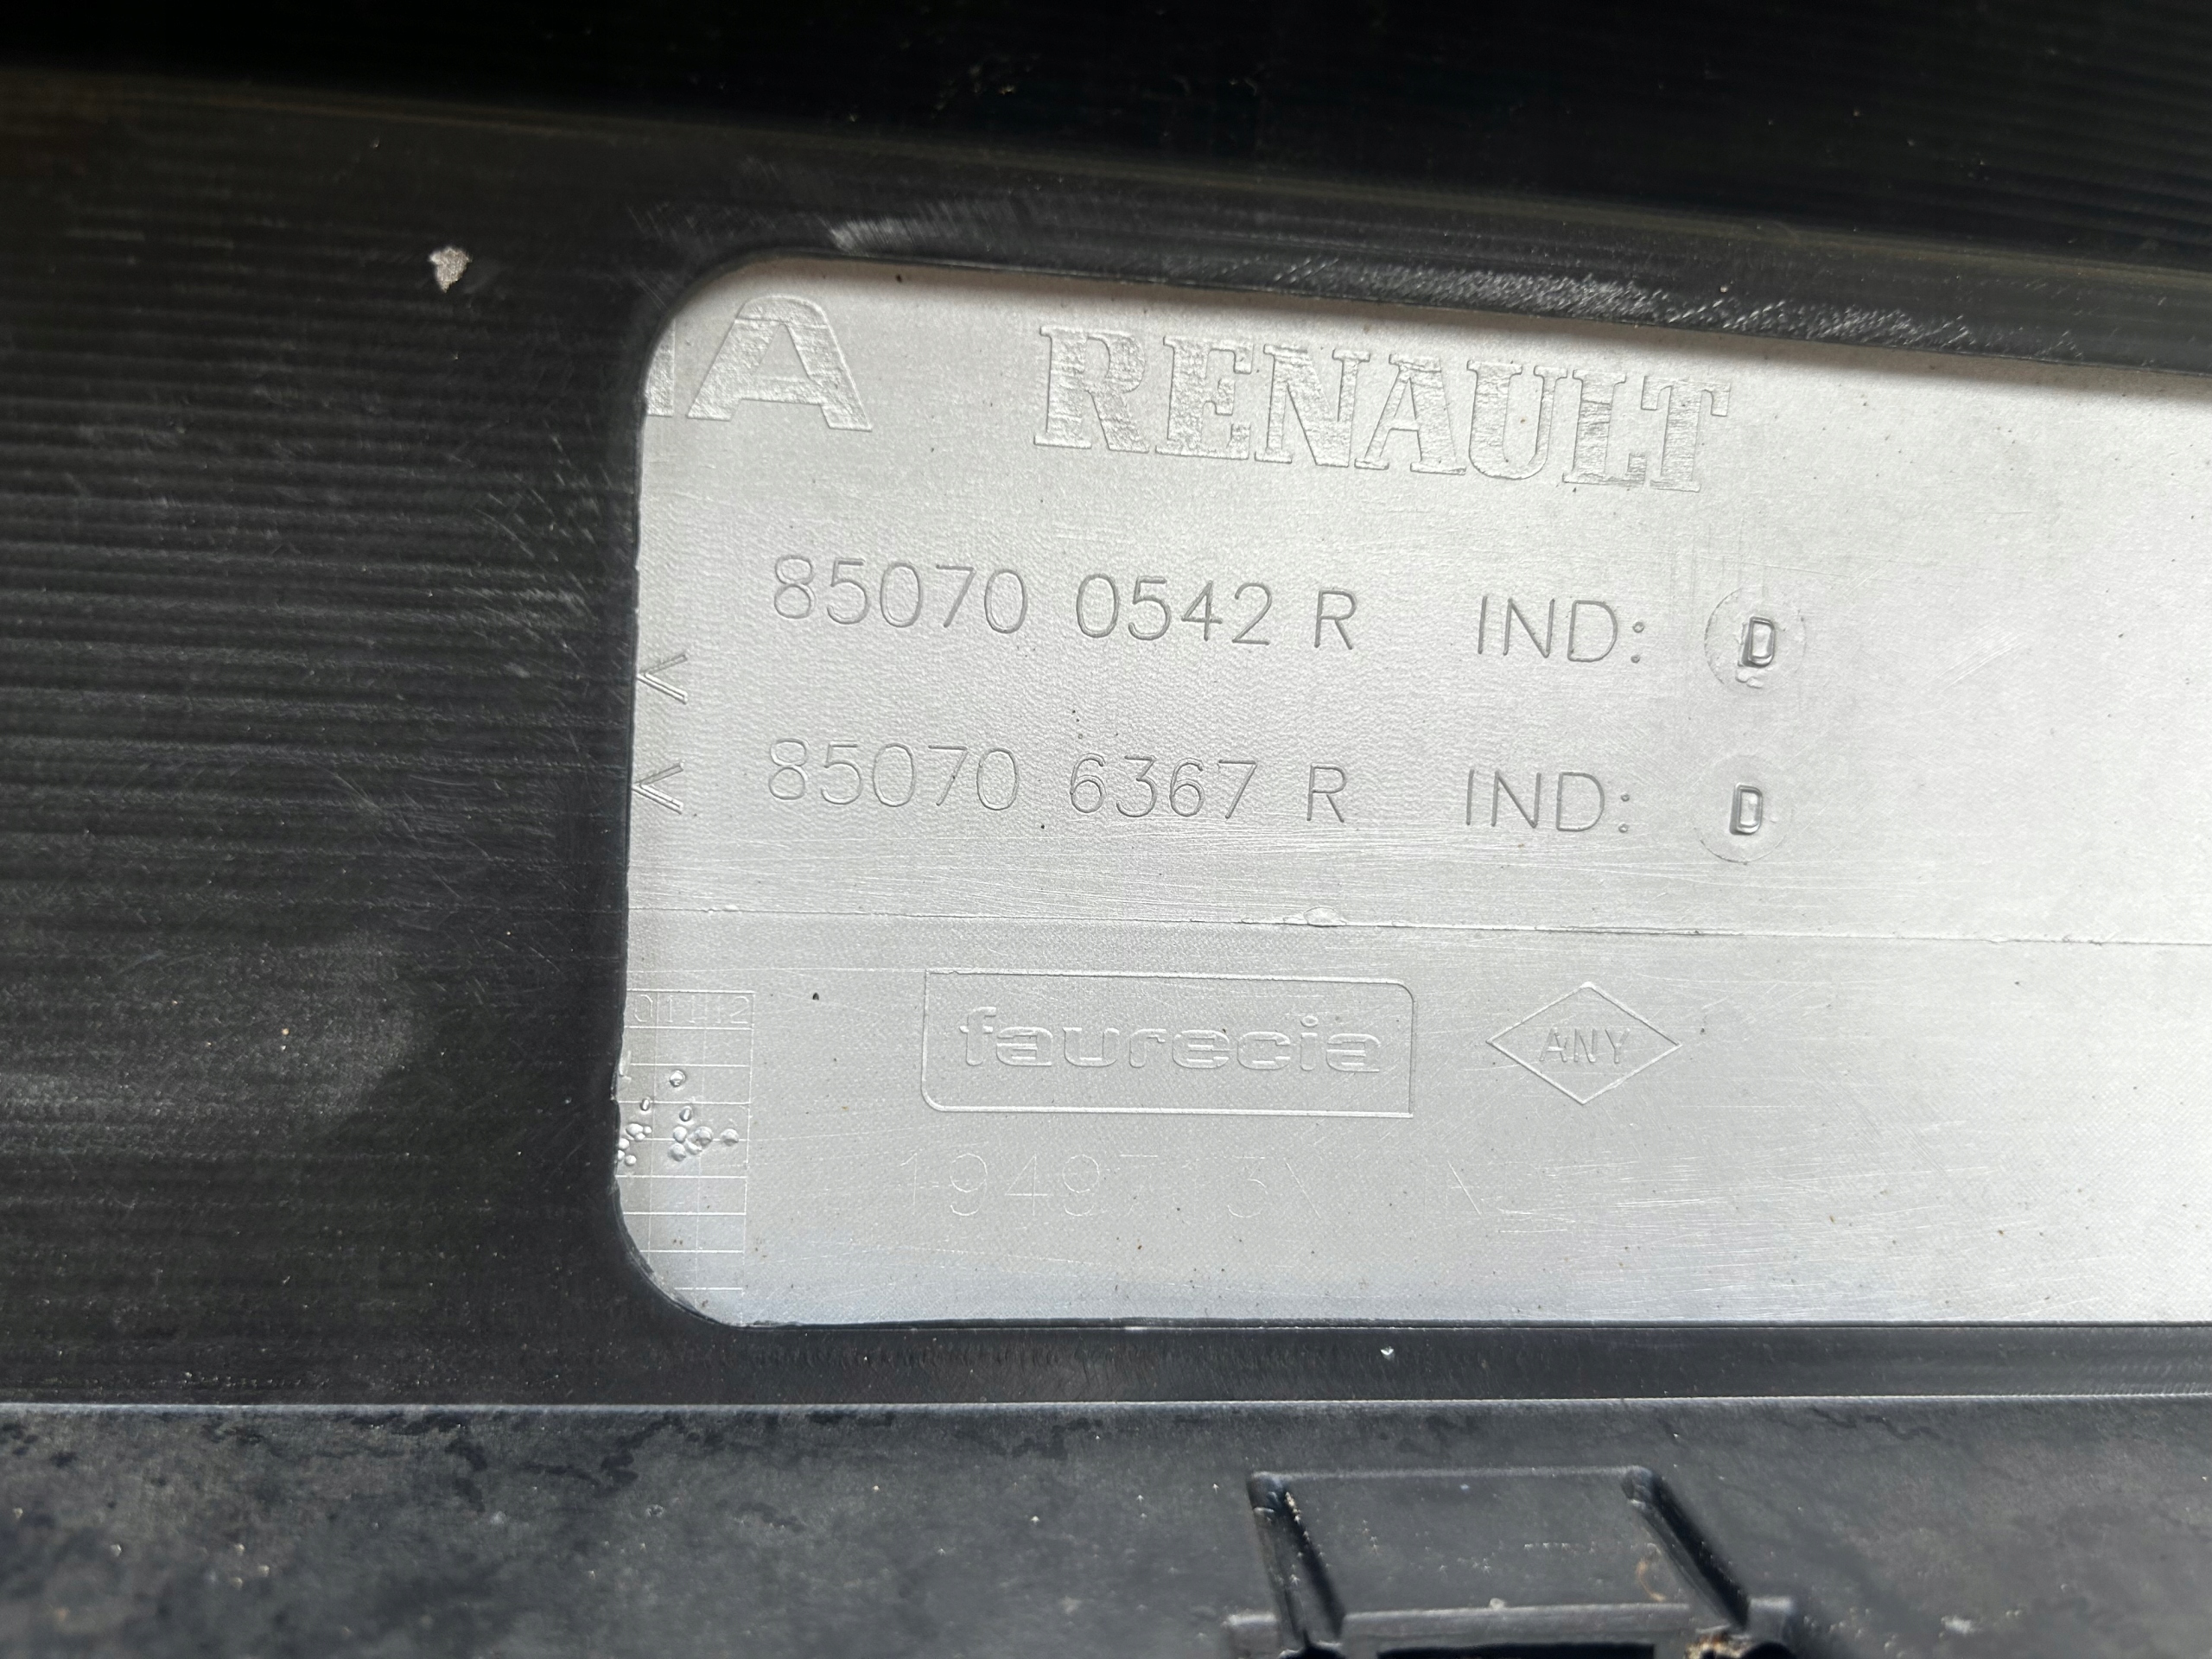 RENAULT
85070 0542 R IND: D
85070 6367 R IND: D
faurecia
ANY